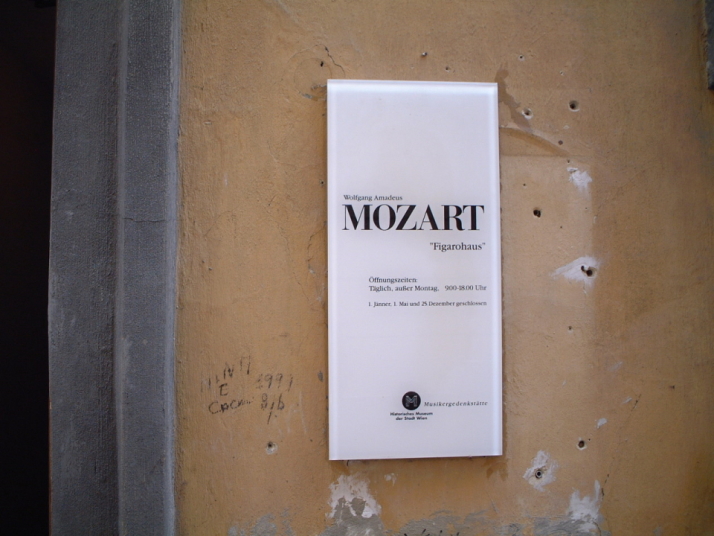 Wolfgang Amadeus
MOZART
"Figarohaus"
Öffnungszeiten:
Täglich, außer Montag, 9.00-18.00 Uhr
1. Jänner, 1. Mai und 25. Dezember geschlossen
Musikergedenkstätte
Historisches Museum
der Stadt Wien
E 1991